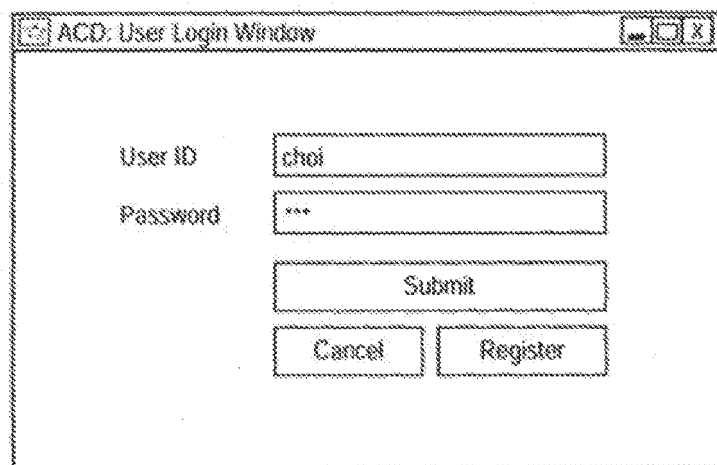 ACD: User Login Window X
User ID choi
Password ***
Submit
Cancel Register